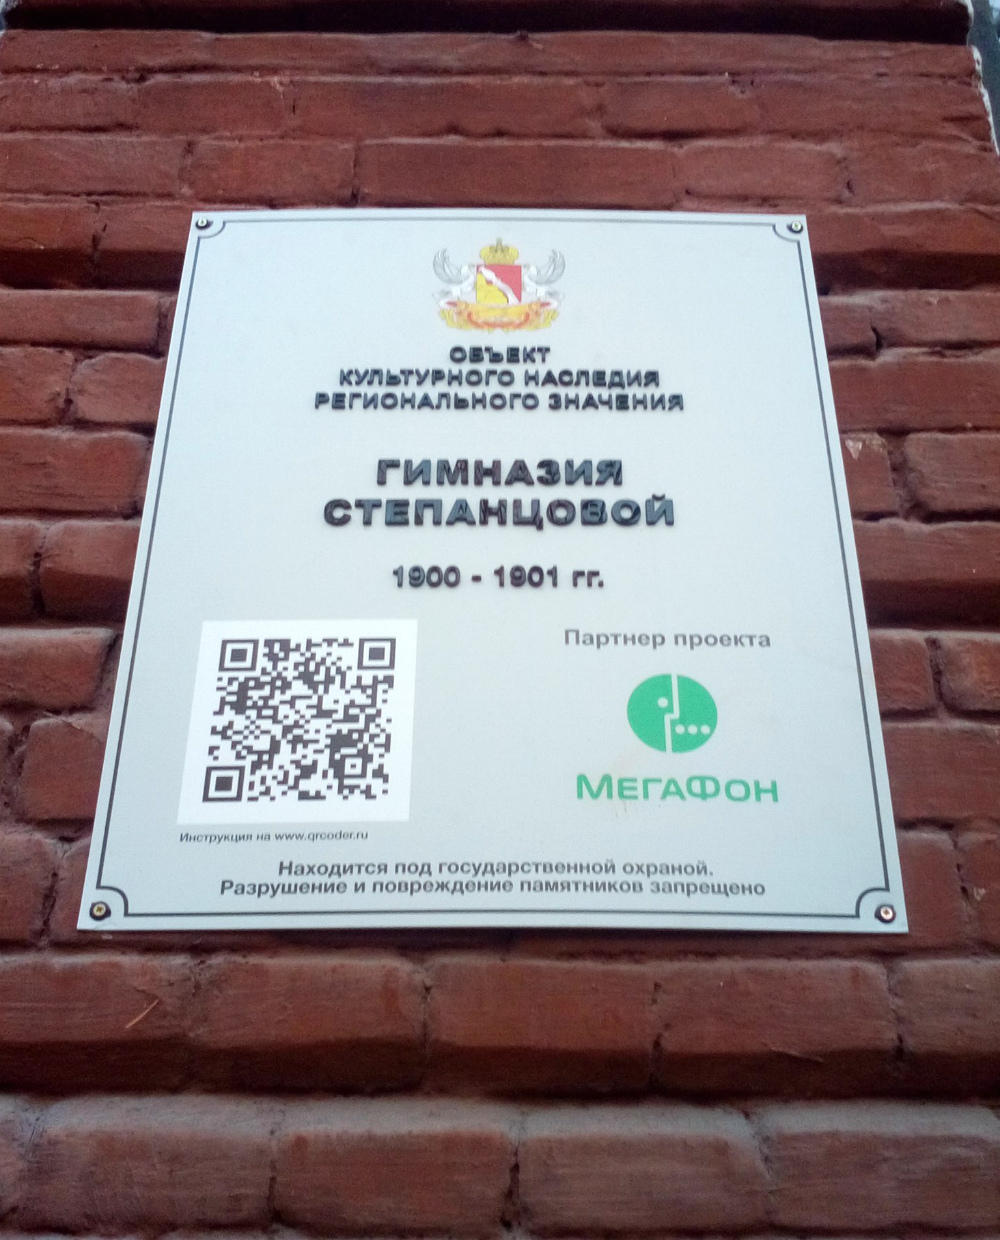 ОБЪЕКТ
КУЛЬТУРНОГО НАСЛЕДИЯ
РЕГИОНАЛЬНОГО ЗНАЧЕНИЯ
ГИМНАЗИЯ
СТЕПАНЦОВОЙ
1900 - 1901 гг.
Партнер проекта
МЕГАФОН
Инструкция на www.qrcoder.ru
Находится под государственной охраной.
Разрушение и повреждение памятников запрещено